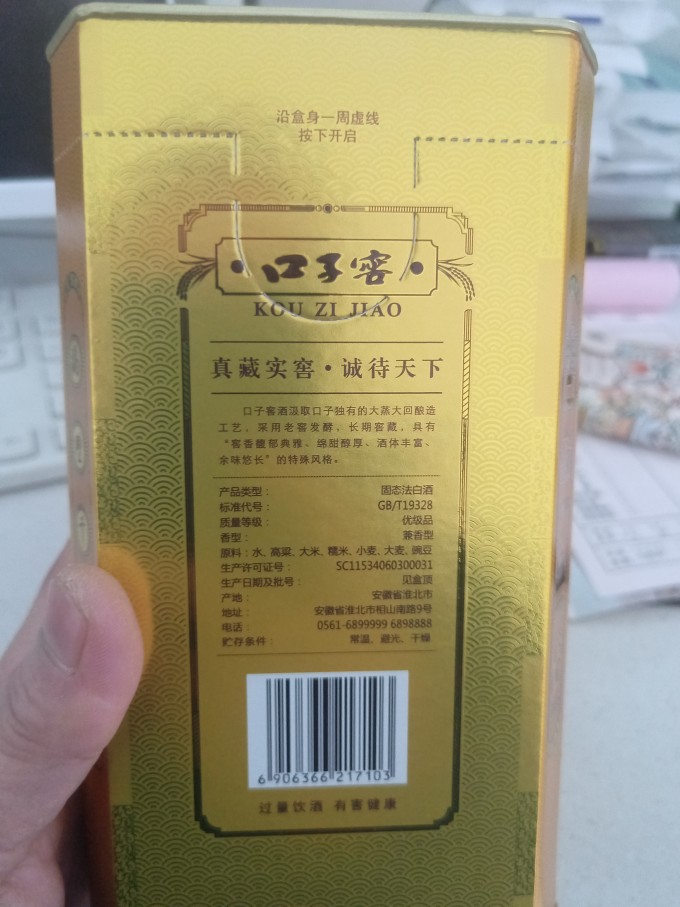 沿盒身一周虚线
按下开启
口子窖
KOU ZI JIAO
真藏实窖·诚待天下
口子窖酒汲取口子独有的大蒸大回酿造
工艺，采用老窖发酵，长期窖藏，具有
“窖香馥郁典雅、绵甜醇厚、酒体丰富、
余味悠长”的特殊风格。
产品类型： 固态法白酒
标准代号： GB/T19328
质量等级： 优级品
香型： 兼香型
原料：水、高粱、大米、糯米、小麦、大麦、豌豆
生产许可证号： SC11534060300031
生产日期及批号： 见盒顶
产地： 安徽省淮北市
地址： 安徽省淮北市相山南路9号
电话： 0561-6899999 6898888
贮存条件： 常温、避光、干燥
6 906366 217103
过量饮酒 有害健康